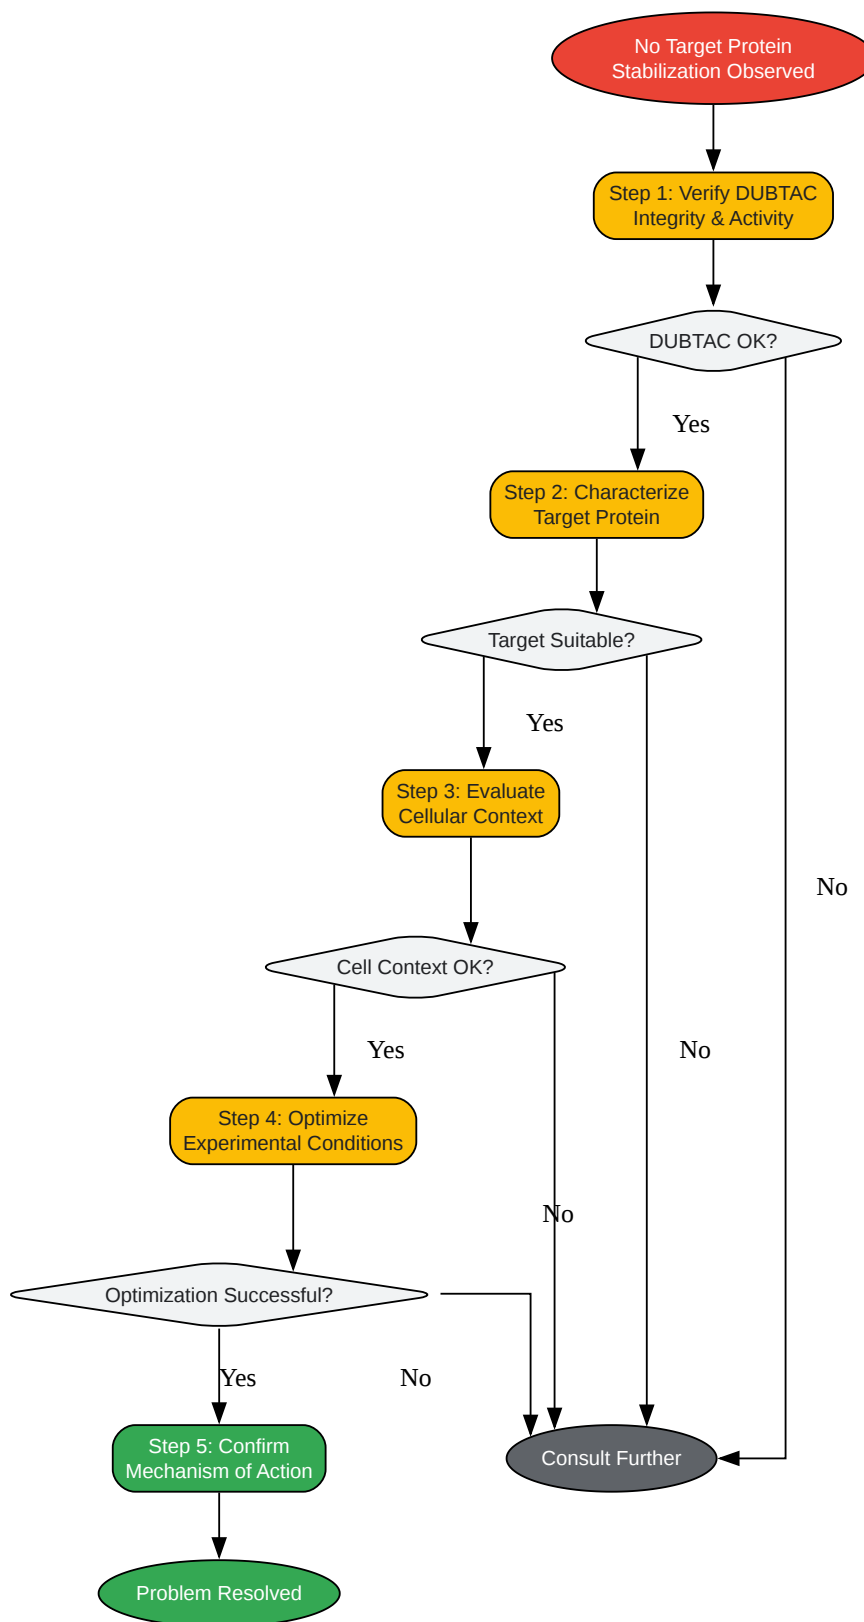 No Target Protein
Stabilization Observed
Step 1: Verify DUBTAC
Integrity & Activity
DUBTAC OK?
Yes
Step 2: Characterize
Target Protein
Target Suitable?
Yes
Step 3: Evaluate
Cellular Context
No
Cell Context OK?
Yes
No
Step 4: Optimize
Experimental Conditions
No
Optimization Successful?
Yes
No
Step 5: Confirm
Mechanism of Action
Consult Further
Problem Resolved